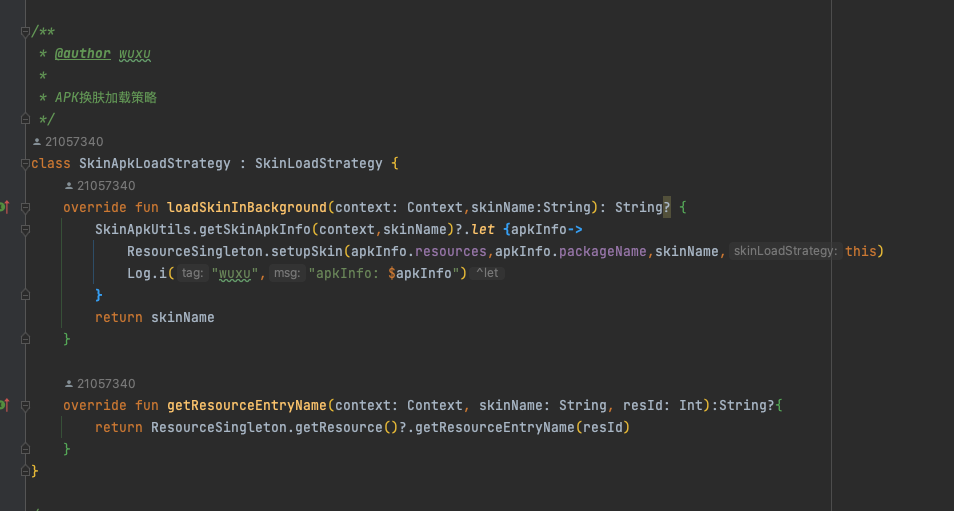 /**
 * @author wuxu
 *
 * APK换肤加载策略
 */
21057340
class SkinApkLoadStrategy : SkinLoadStrategy {
21057340
override fun loadSkinInBackground(context: Context,skinName:String): String? {
SkinApkUtils.getSkinApkInfo(context,skinName)?.let {apkInfo->
ResourceSingleton.setupSkin(apkInfo.resources,apkInfo.packageName,skinName, skinLoadStrategy: this)
Log.i( tag: "wuxu", msg: "apkInfo: $apkInfo") ^let
}
return skinName
}
21057340
override fun getResourceEntryName(context: Context, skinName: String, resId: Int):String?{
return ResourceSingleton.getResource()?.getResourceEntryName(resId)
}
}